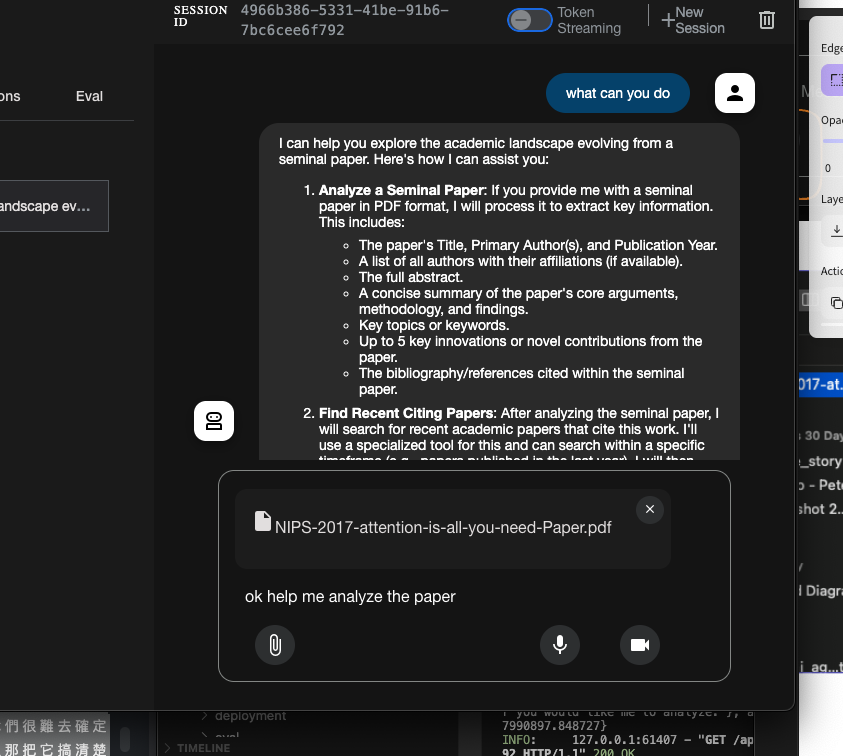 SESSION
ID
4966b386-5331-41be-91b6-
7bc6cee6f792
Token
Streaming
New
Session
ons
Eval
andscape ev...
what can you do
I can help you explore the academic landscape evolving from a
seminal paper. Here's how I can assist you:
1. Analyze a Seminal Paper: If you provide me with a seminal
paper in PDF format, I will process it to extract key information.
This includes:
The paper's Title, Primary Author(s), and Publication Year.
A list of all authors with their affiliations (if available).
The full abstract.
A concise summary of the paper's core arguments,
methodology, and findings.
Key topics or keywords.
Up to 5 key innovations or novel contributions from the
paper.
The bibliography/references cited within the seminal
paper.
2. Find Recent Citing Papers: After analyzing the seminal paper, I
will search for recent academic papers that cite this work. I'll
use a specialized tool for this and can search within a specific
timeframe (e.g., papers published in the last year). I will then
NIPS-2017-attention-is-all-you-need-Paper.pdf
ok help me analyze the paper
Edge
Opac
0
Laye
Actio
017-at...
30 Day
_story
o - Pete
shot 2...
d Diagra
i_ag...t
們很難去確定
那把它搞清楚
deployment
eval
TIMELINE
f you would like me to analyze.
7990897.848727}
INFO: 127.0.0.1:61407 - "GET /ap
92 HTTP/1.1" 200 OK